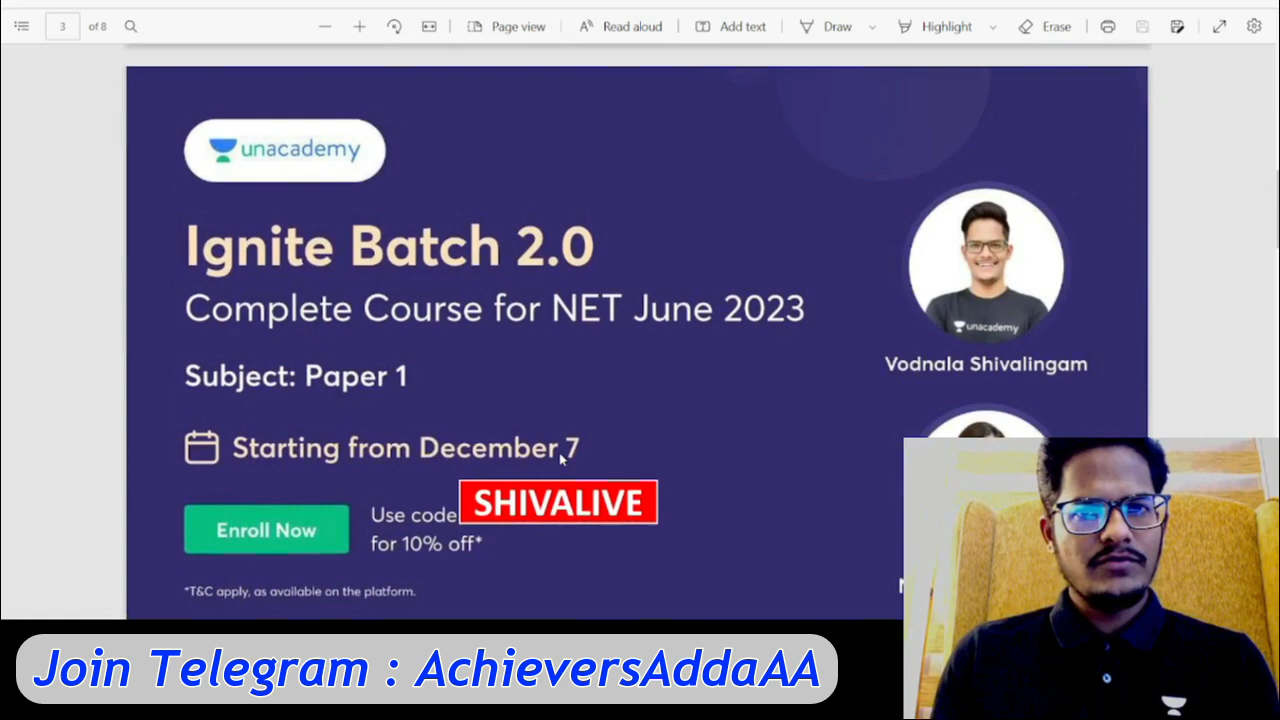 3 of 8 Page view Read aloud Add text Draw Highlight Erase
unacademy
Ignite Batch 2.0
Complete Course for NET June 2023
Subject: Paper 1
Starting from December 7
Enroll Now
Use code SHIVALIVE
for 10% off*
*T&C apply, as available on the platform.
unacademy
Vodnala Shivalingam
Join Telegram : AchieversAddaAA